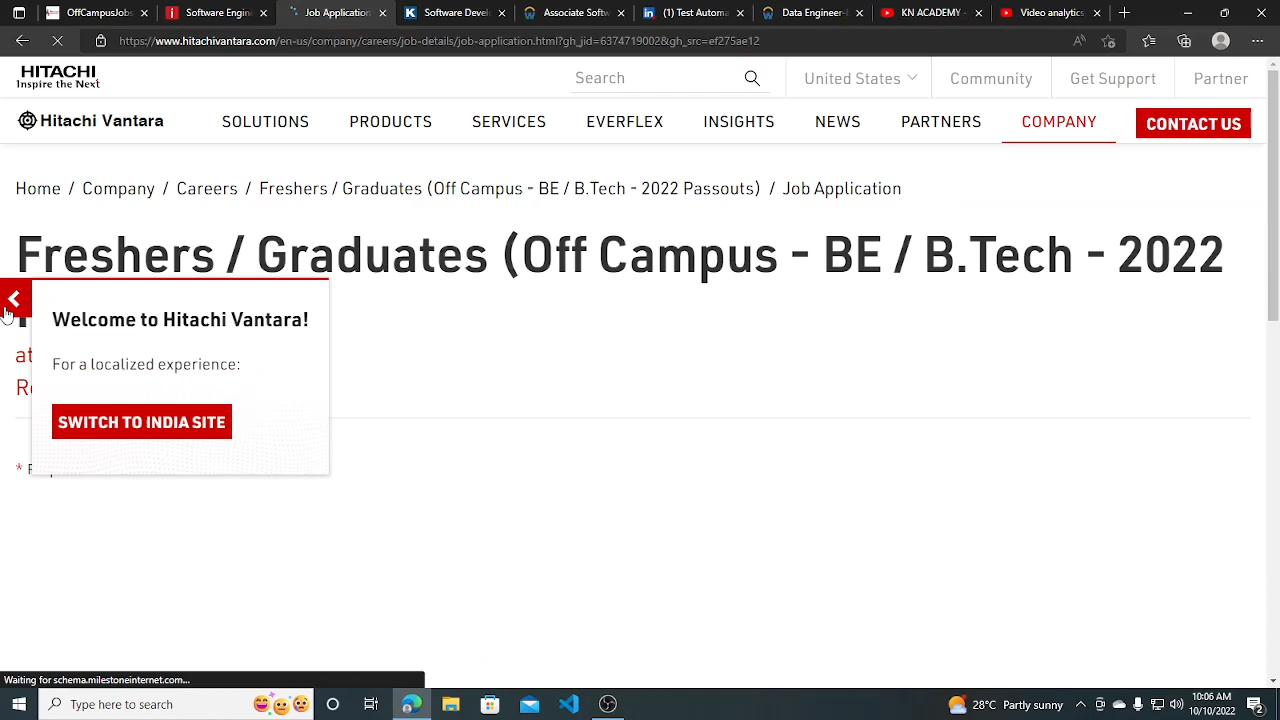 OffCampusJob
Software Engin
Job Application
Software Devel
Associate Softw
(1) Test Automa
Data Engineer-I
KN ACADEMY -
Video analytics
https://www.hitachivantara.com/en-us/company/careers/job-details/job-application.html?gh_jid=6374719002&gh_src=ef275ae12
HITACHI
Inspire the Next
Search
United States
Community
Get Support
Partner
Hitachi Vantara
SOLUTIONS
PRODUCTS
SERVICES
EVERFLEX
INSIGHTS
NEWS
PARTNERS
COMPANY
CONTACT US
Home / Company / Careers / Freshers / Graduates (Off Campus - BE / B.Tech - 2022 Passouts) / Job Application
Freshers / Graduates (Off Campus - BE / B.Tech - 2022
Welcome to Hitachi Vantara!
at
For a localized experience:
SWITCH TO INDIA SITE
*
Waiting for schema.milestoneinternet.com...
Type here to search
28°C Partly sunny
10:06 AM
10/10/2022